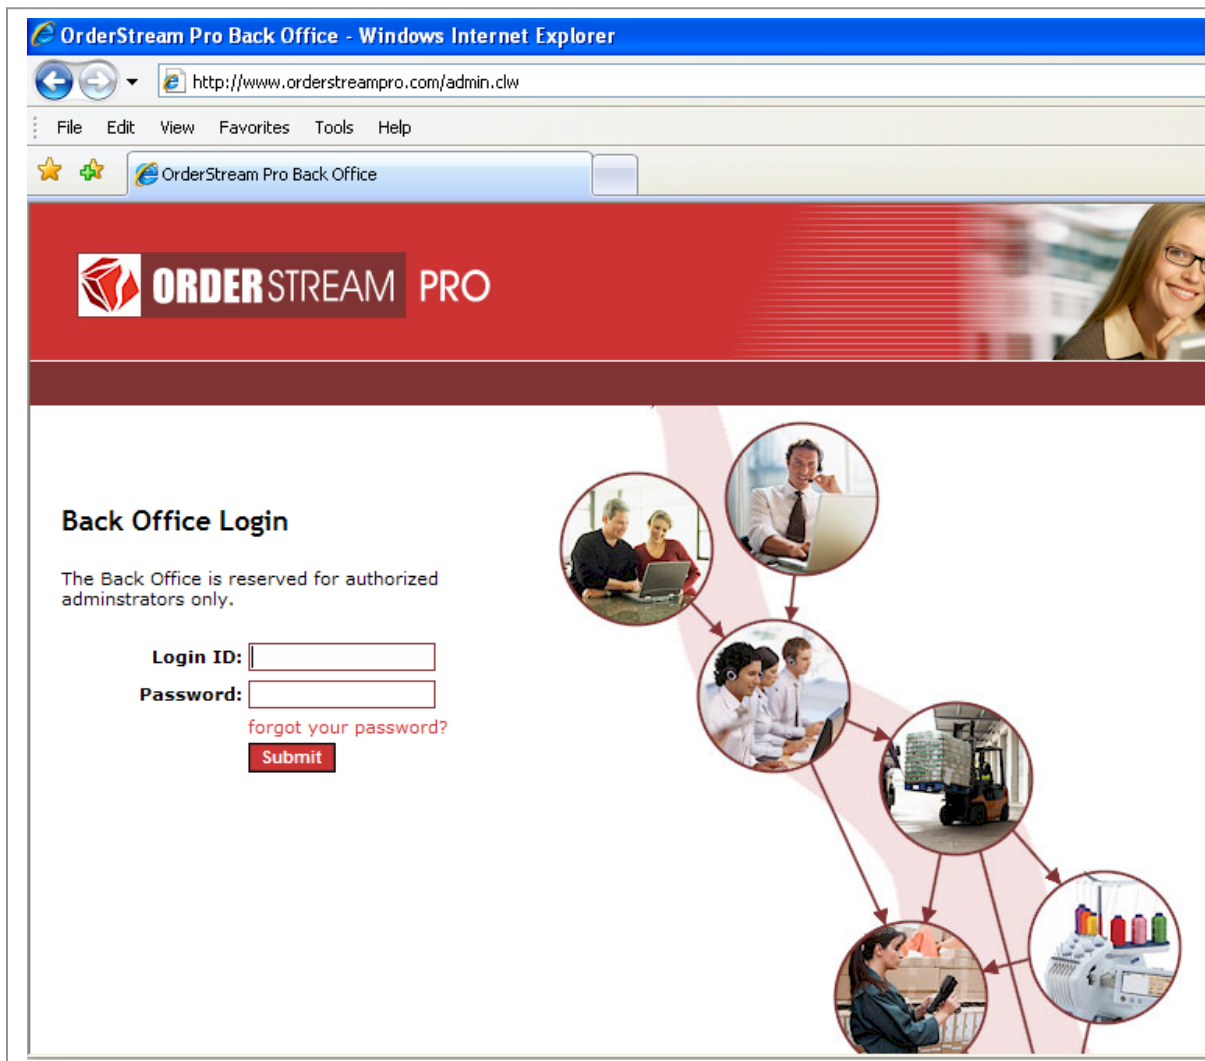 OrderStream Pro Back Office - Windows Internet Explorer
http://www.orderstreampro.com/admin.clw
File Edit View Favorites Tools Help
OrderStream Pro Back Office
ORDERSTREAM PRO
Back Office Login
The Back Office is reserved for authorized
adminstrators only.
Login ID:
Password:
forgot your password?
Submit